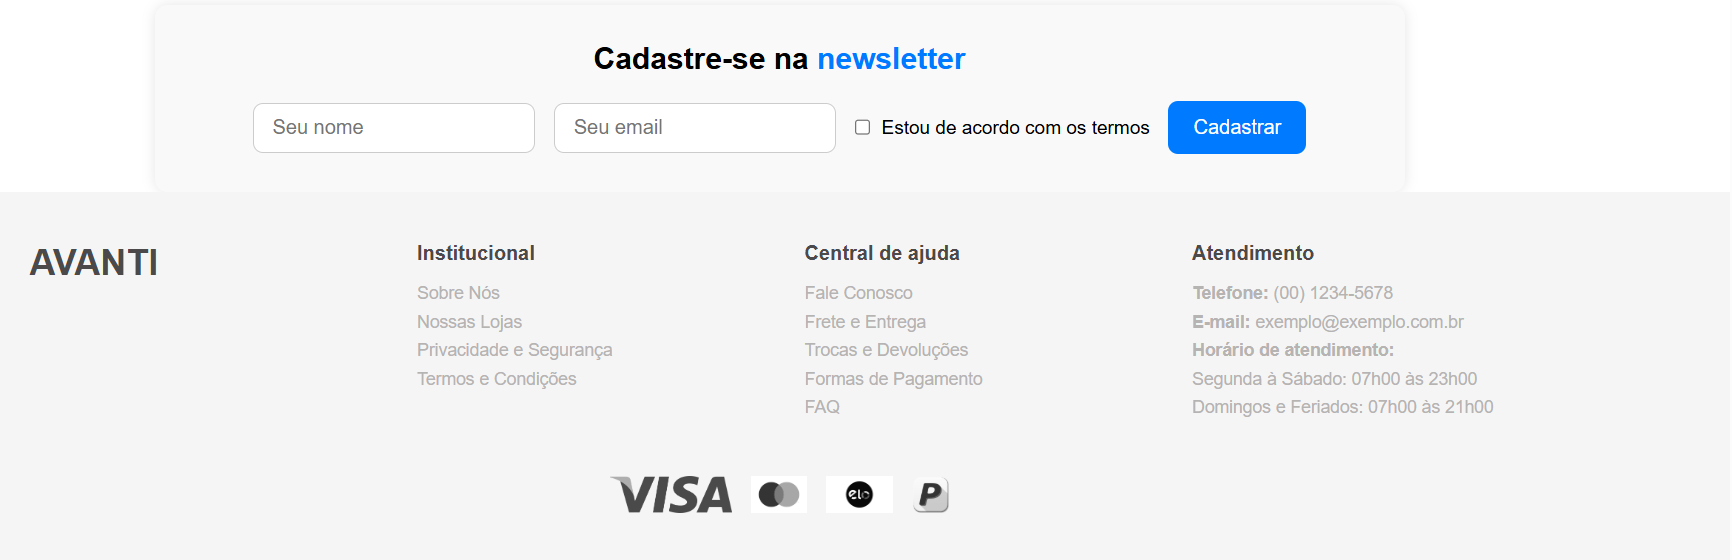 Cadastre-se na newsletter
Seu nome
Seu email
Estou de acordo com os termos
Cadastrar
AVANTI
Institucional
Sobre Nós
Nossas Lojas
Privacidade e Segurança
Termos e Condições
Central de ajuda
Fale Conosco
Frete e Entrega
Trocas e Devoluções
Formas de Pagamento
FAQ
Atendimento
Telefone: (00) 1234-5678
E-mail: exemplo@exemplo.com.br
Horário de atendimento:
Segunda à Sábado: 07h00 às 23h00
Domingos e Feriados: 07h00 às 21h00
VISA
elo
P